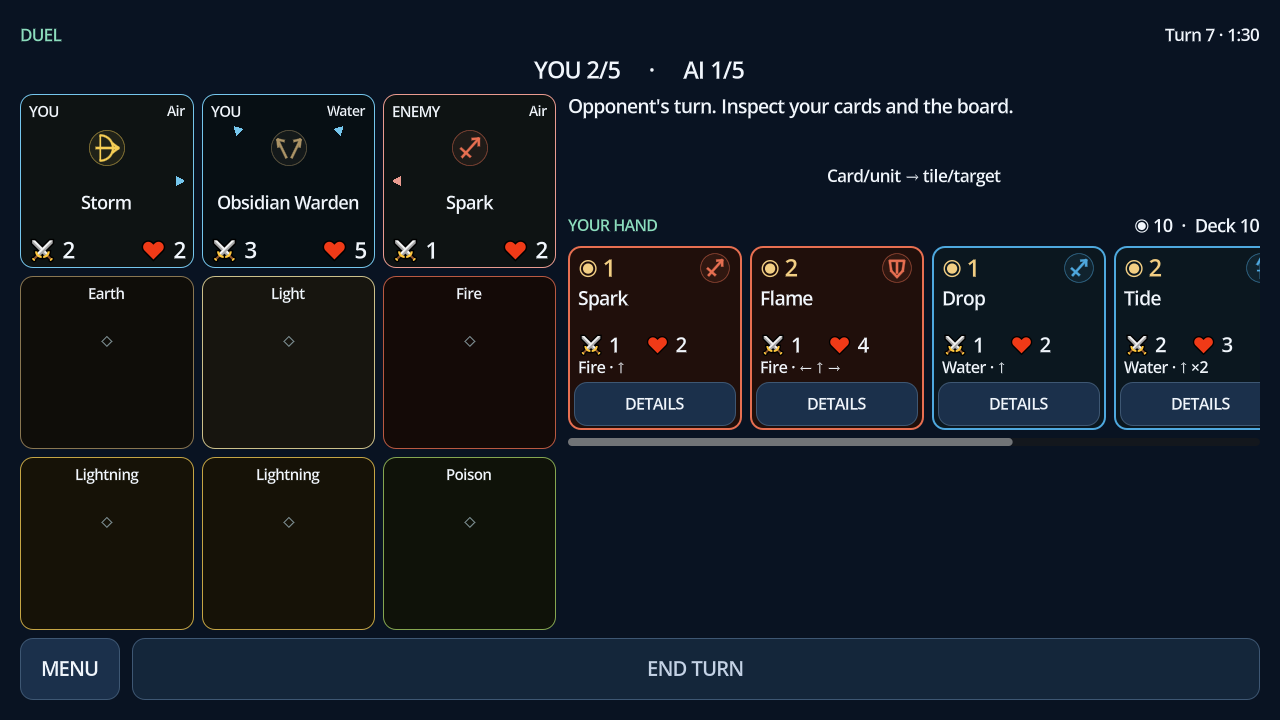 DUEL
Turn 7 · 1:30
YOU 2/5 · AI 1/5
YOU Air
Storm
2 2
YOU Water
Obsidian Warden
3 5
ENEMY Air
Spark
1 2
Opponent's turn. Inspect your cards and the board.
Card/unit → tile/target
YOUR HAND
◉ 10 · Deck 10
◉ 1
Spark
1 2
Fire · ↑
DETAILS
◉ 2
Flame
1 4
Fire · ← ↑ →
DETAILS
◉ 1
Drop
1 2
Water · ↑
DETAILS
◉ 2
Tide
2 3
Water · ↑ ×2
DETAILS
Earth
Light
Fire
Lightning
Lightning
Poison
MENU
END TURN